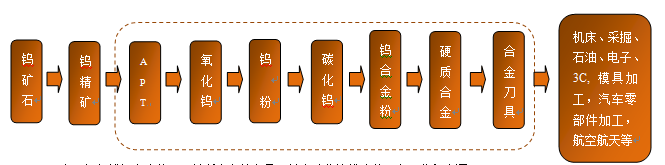 钨矿石
钨精矿
APT
氧化钨
钨粉
碳化钨
钨合金粉
硬质合金
合金刀具
机床、采掘、
石油、电子、
3C, 模具加
工，汽车零
部件加工，
航空航天等